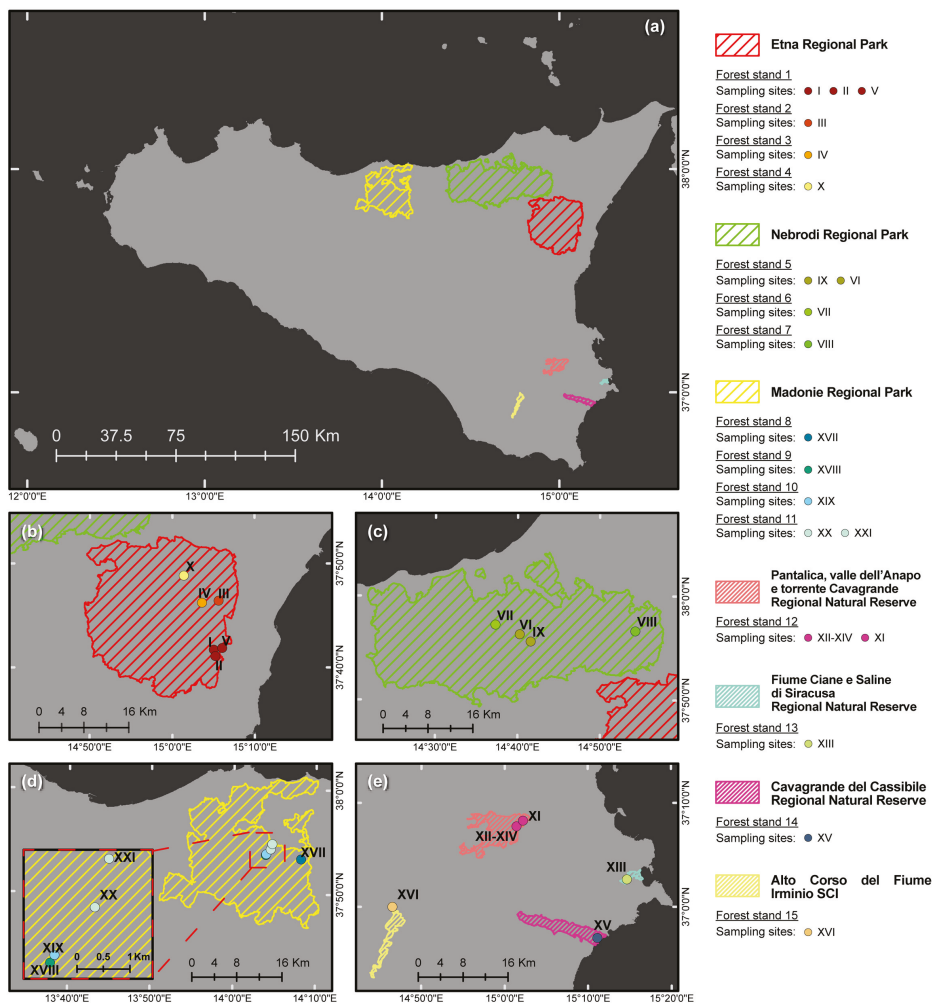 (a)
38°0'0"N
37°0'0"N
0 37.5 75 150 Km
12°0'0"E 13°0'0"E 14°0'0"E 15°0'0"E
(b)
X
IV III
I V
II
37°50'0"N
37°40'0"N
0 4 8 16 Km
14°50'0"E 15°0'0"E 15°10'0"E
(c)
VII
VI
IX
VIII
38°0'0"N
37°50'0"N
0 4 8 16 Km
14°30'0"E 14°40'0"E 14°50'0"E
(d)
XVII
XXI
XX
XIX
XVIII
0 0.5 1 Km
38°0'0"N
37°50'0"N
0 4 8 16 Km
13°40'0"E 13°50'0"E 14°0'0"E 14°10'0"E
(e)
XI
XII-XIV
XIII
XVI
XV
37°10'0"N
37°0'0"N
0 4 8 16 Km
14°50'0"E 15°0'0"E 15°10'0"E 15°20'0"E
Etna Regional Park
Forest stand 1
Sampling sites: I II V
Forest stand 2
Sampling sites: III
Forest stand 3
Sampling sites: IV
Forest stand 4
Sampling sites: X
Nebrodi Regional Park
Forest stand 5
Sampling sites: IX VI
Forest stand 6
Sampling sites: VII
Forest stand 7
Sampling sites: VIII
Madonie Regional Park
Forest stand 8
Sampling sites: XVII
Forest stand 9
Sampling sites: XVIII
Forest stand 10
Sampling sites: XIX
Forest stand 11
Sampling sites: XX XXI
Pantalica, valle dell'Anapo
e torrente Cavagrande
Regional Natural Reserve
Forest stand 12
Sampling sites: XII-XIV XI
Fiume Ciane e Saline
di Siracusa
Regional Natural Reserve
Forest stand 13
Sampling sites: XIII
Cavagrande del Cassibile
Regional Natural Reserve
Forest stand 14
Sampling sites: XV
Alto Corso del Fiume
Irminio SCI
Forest stand 15
Sampling sites: XVI